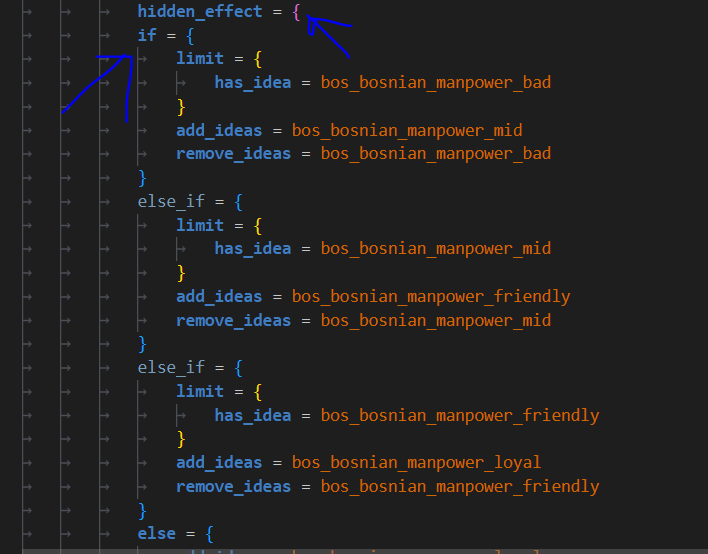 hidden_effect = {
if = {
limit = {
has_idea = bos_bosnian_manpower_bad
}
add_ideas = bos_bosnian_manpower_mid
remove_ideas = bos_bosnian_manpower_bad
}
else_if = {
limit = {
has_idea = bos_bosnian_manpower_mid
}
add_ideas = bos_bosnian_manpower_friendly
remove_ideas = bos_bosnian_manpower_mid
}
else_if = {
limit = {
has_idea = bos_bosnian_manpower_friendly
}
add_ideas = bos_bosnian_manpower_loyal
remove_ideas = bos_bosnian_manpower_friendly
}
else = {